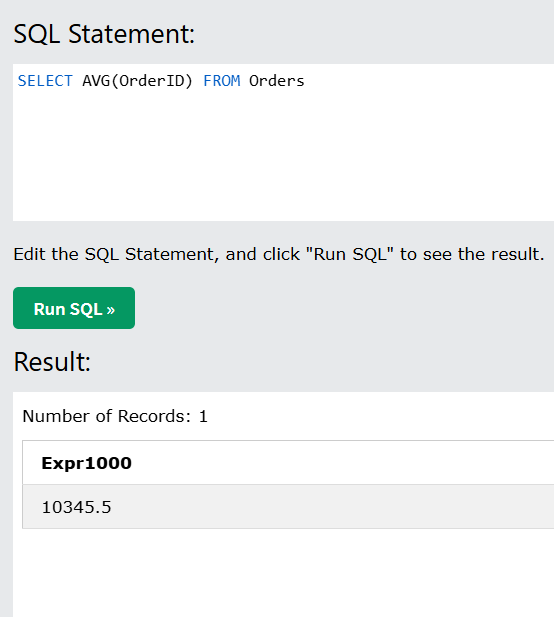 SQL Statement:
SELECT AVG(OrderID) FROM Orders
Edit the SQL Statement, and click "Run SQL" to see the result.
Run SQL »
Result:
Number of Records: 1
Expr1000
10345.5